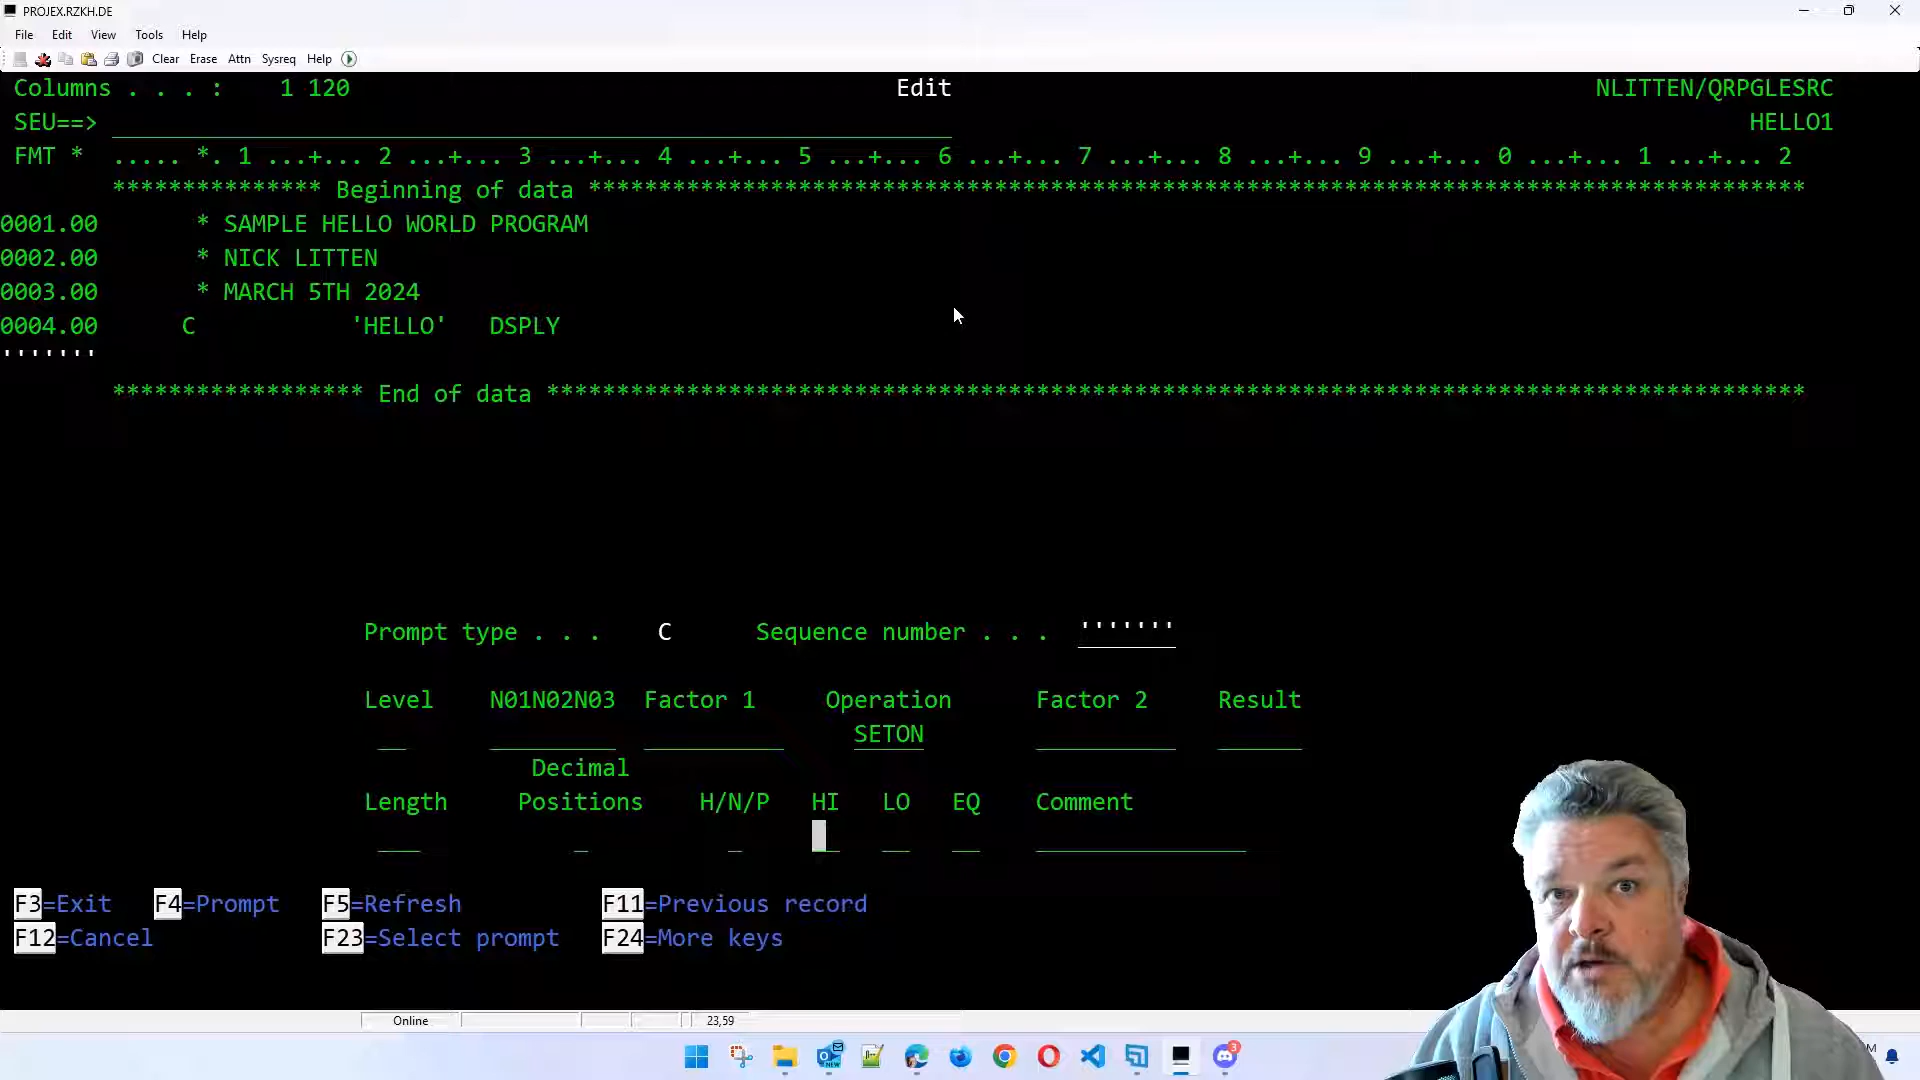 PROJEX.RZKH.DE
File Edit View Tools Help
Clear Erase Attn Sysreq Help
Columns . . . : 1 120 Edit NLITTEN/QRPGLESRC
SEU==> HELLO1
FMT * ..... *. 1 ...+... 2 ...+... 3 ...+... 4 ...+... 5 ...+... 6 ...+... 7 ...+... 8 ...+... 9 ...+... 0 ...+... 1 ...+... 2
*************** Beginning of data ***************************************************************************************
0001.00 * SAMPLE HELLO WORLD PROGRAM
0002.00 * NICK LITTEN
0003.00 * MARCH 5TH 2024
0004.00 C 'HELLO' DSPLY
'''''''
****************** End of data ******************************************************************************************
Prompt type . . . C Sequence number . . . '''''''
Level N01N02N03 Factor 1 Operation Factor 2 Result
SETON
Decimal
Length Positions H/N/P HI LO EQ Comment
F3=Exit F4=Prompt F5=Refresh F11=Previous record
F12=Cancel F23=Select prompt F24=More keys
Online 23,59
NEW
3